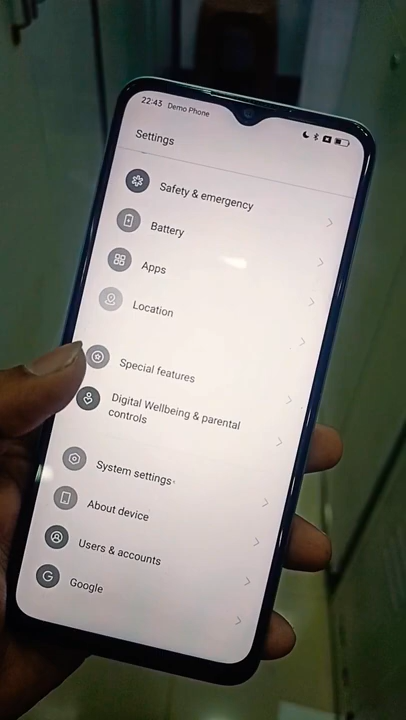 22:43 Demo Phone
Settings
Safety & emergency
Battery
Apps
Location
Special features
Digital Wellbeing & parental
controls
System settings
About device
Users & accounts
Google